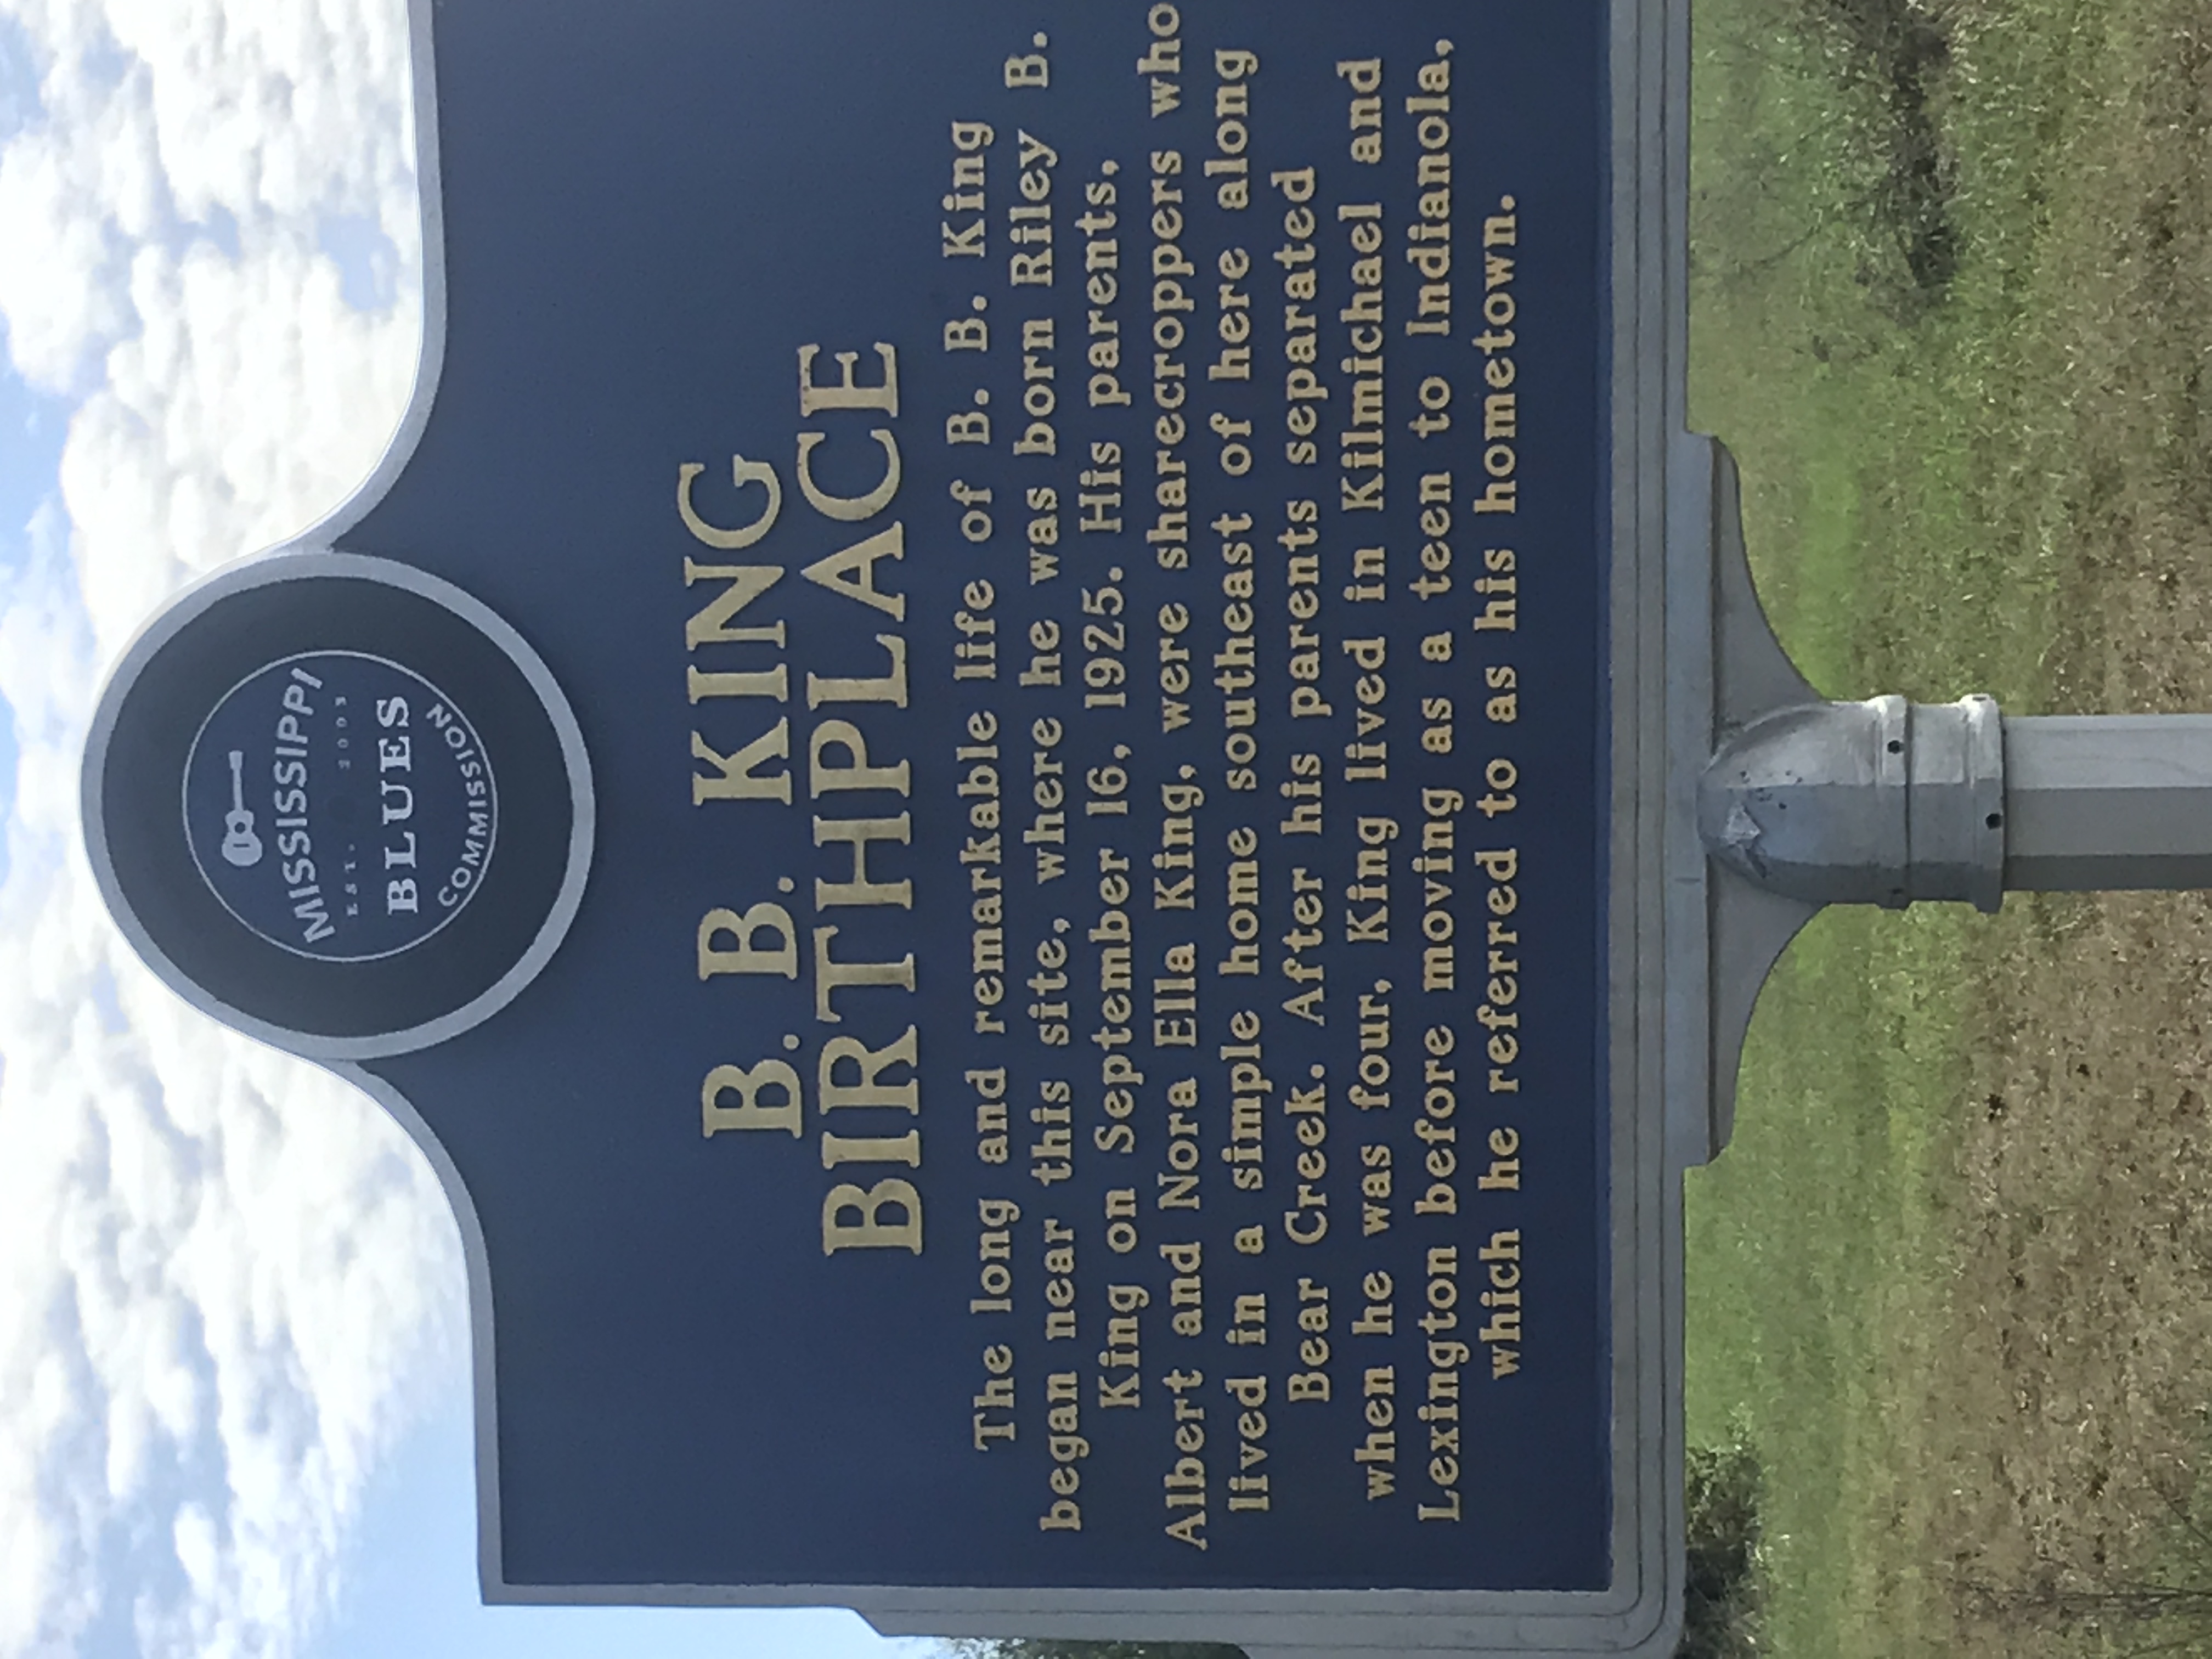 MISSISSIPPI
EST. 2003
BLUES
COMMISSION
B. B. KING
BIRTHPLACE
The long and remarkable life of B. B. King
began near this site, where he was born Riley B.
King on September 16, 1925. His parents,
Albert and Nora Ella King, were sharecroppers who
lived in a simple home southeast of here along
Bear Creek. After his parents separated
when he was four, King lived in Kilmichael and
Lexington before moving as a teen to Indianola,
which he referred to as his hometown.